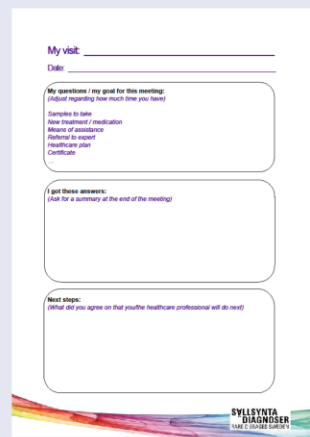 My visit:
Date:
My questions / my goal for this meeting:
(Adjust regarding how much time you have)
Samples to take
New treatment / medication
Means of assistance
Referral to expert
Healthcare plan
Certificate
...
I got these answers:
(Ask for a summary at the end of the meeting)
Next steps:
(What did you agree on that you/the healthcare professional will do next)
SÄLLSYNTA
DIAGNOSER
RARE DISEASES SWEDEN